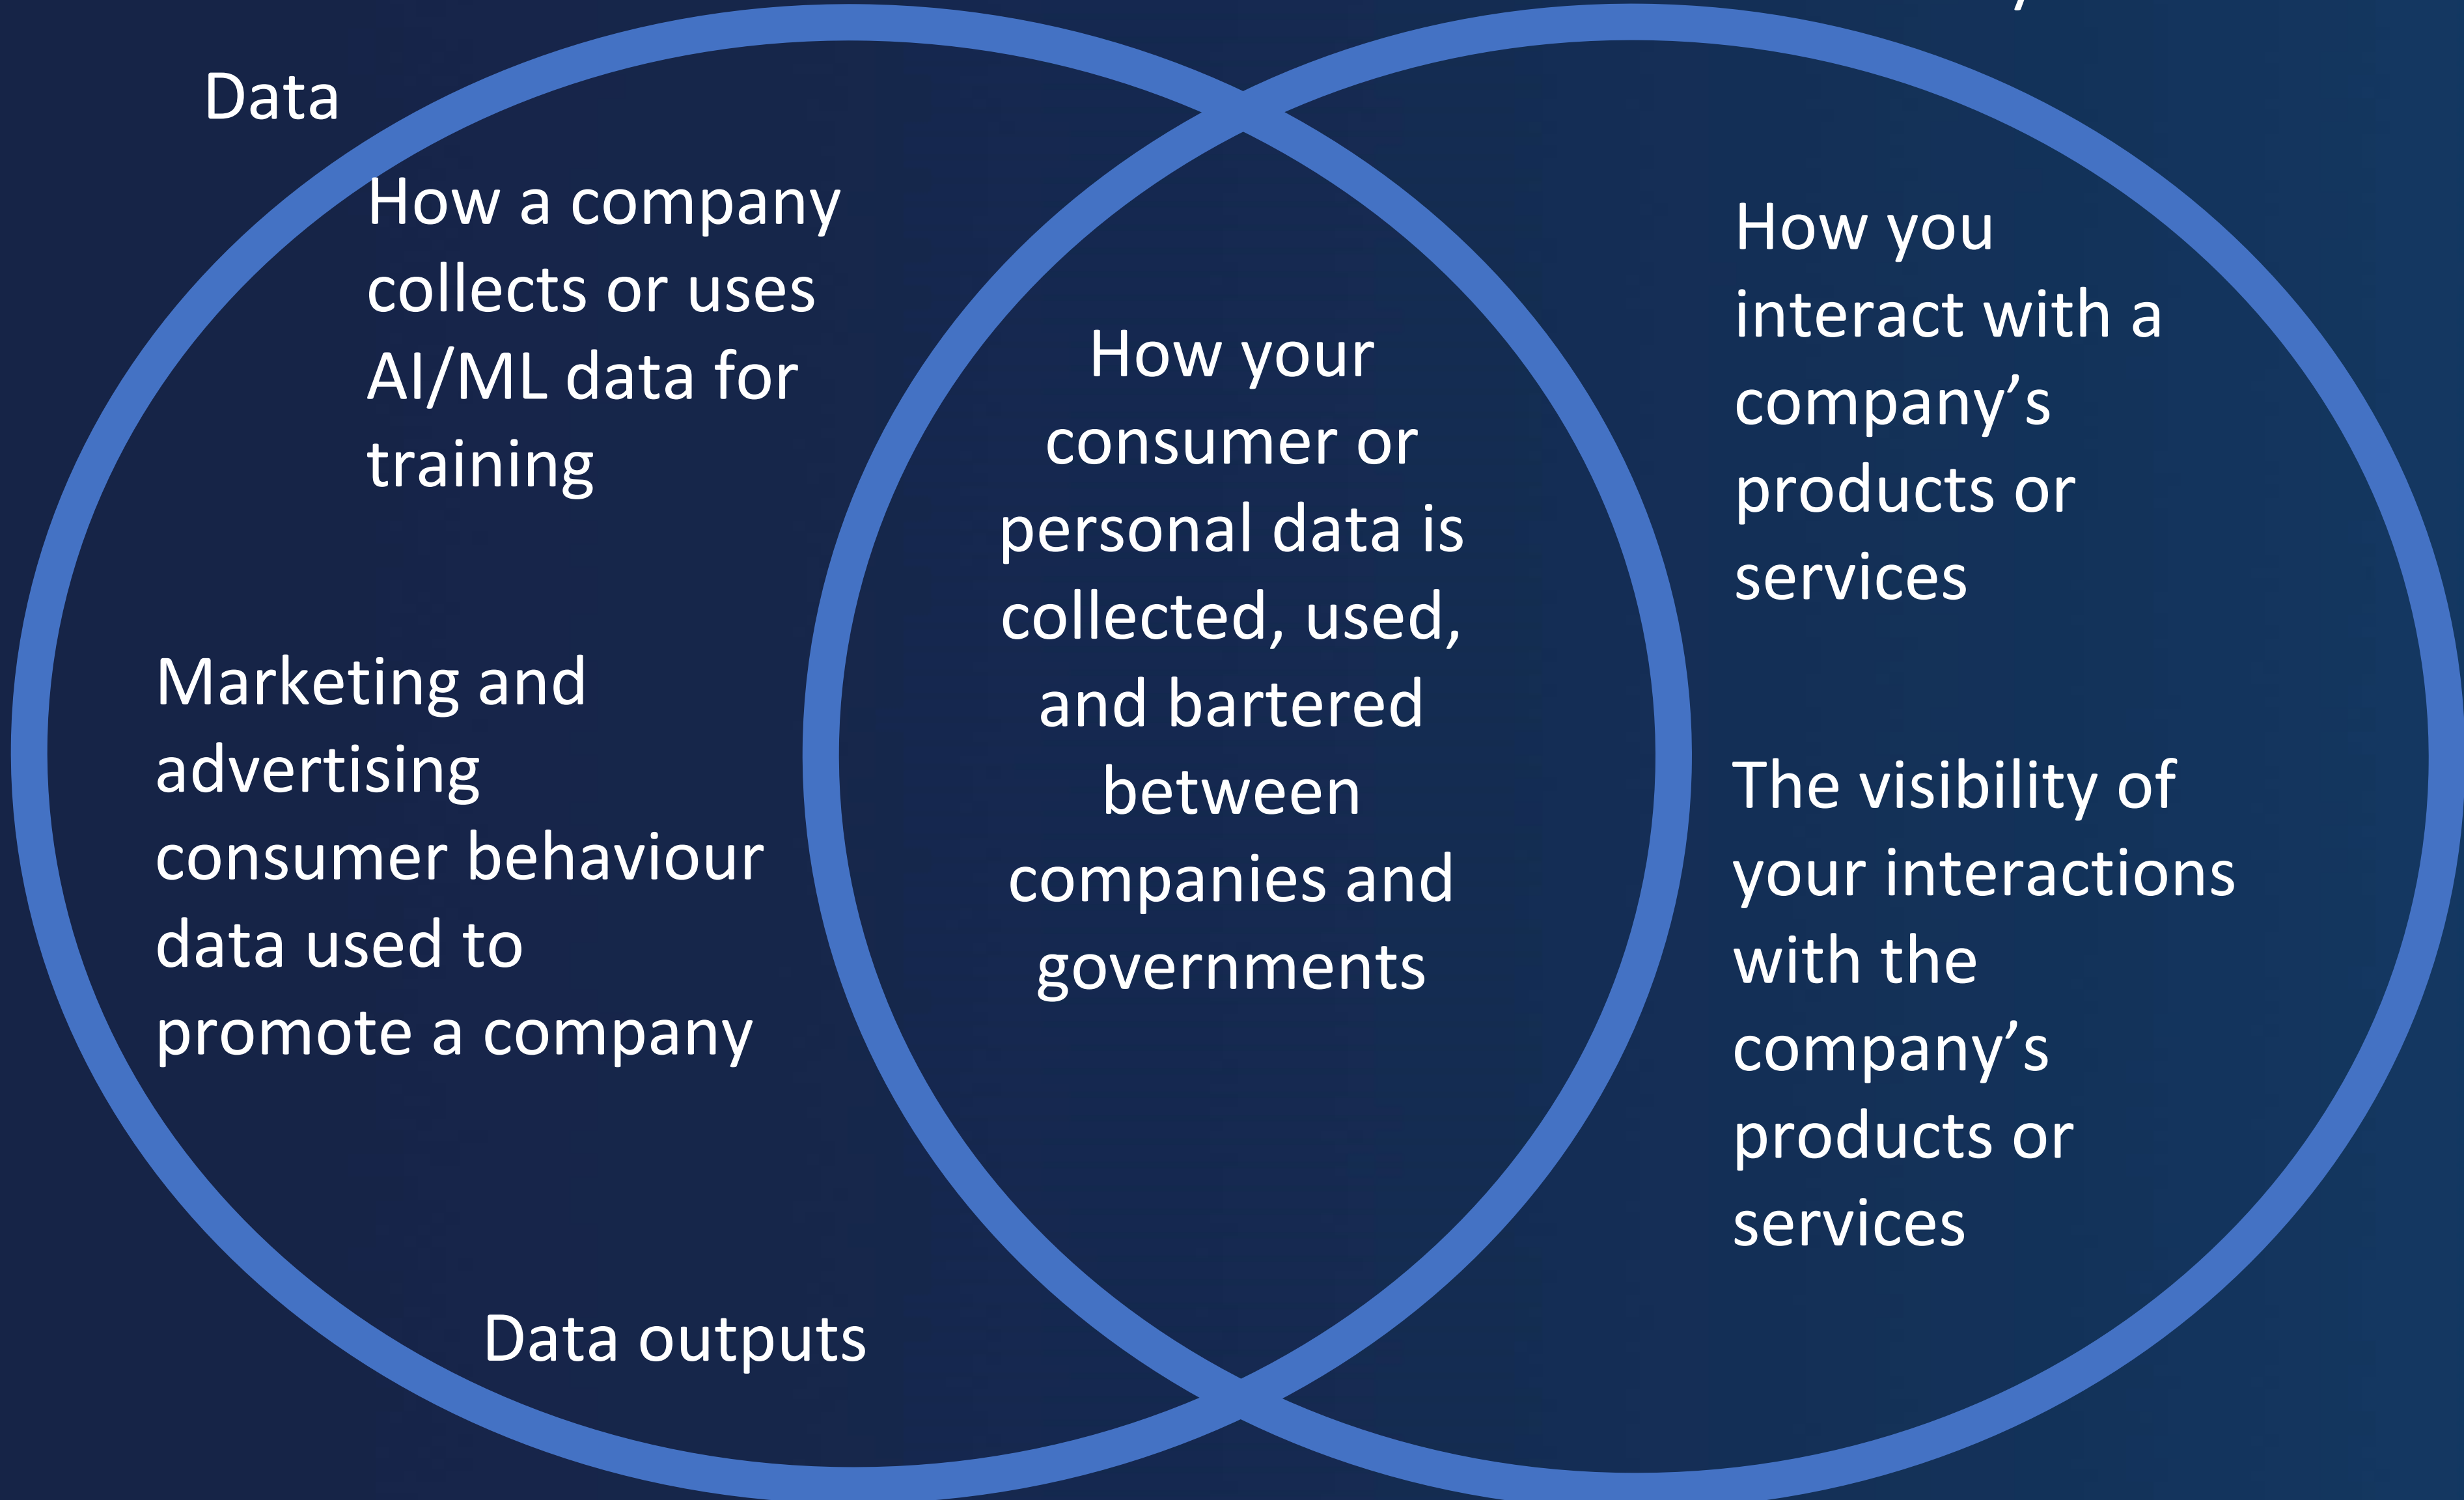 Data
How a company
collects or uses
AI/ML data for
training
Marketing and
advertising
consumer behaviour
data used to
promote a company
Data outputs
How your
consumer or
personal data is
collected, used,
and bartered
between
companies and
governments
How you
interact with a
company’s
products or
services
The visibility of
your interactions
with the
company’s
products or
services